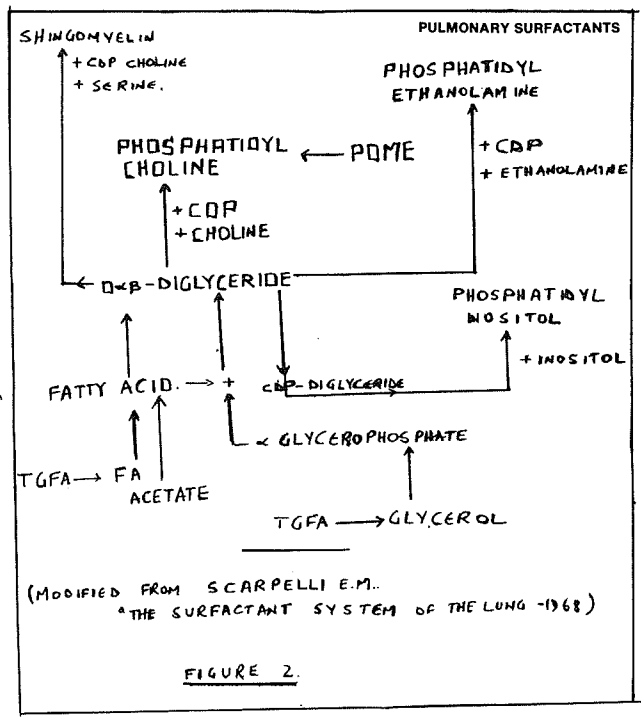 PULMONARY SURFACTANTS
SHINGOMYELIN
+ CDP CHOLINE
+ SERINE.
PHOSPHATIDYL
ETHANOLAMINE
PHOSPHATIDYL
CHOLINE
← PDME
+ CDP
+ ETHANOLAMINE
+ CDP
+ CHOLINE
D∝β-DIGLYCERIDE
PHOSPHATIDYL
INOSITOL
+ INOSITOL
FATTY ACID. → +
CDP-DIGLYCERIDE
∝ GLYCEROPHOSPHATE
TGFA → FA
ACETATE
TGFA → GLYCEROL
(MODIFIED FROM SCARPELLI E.M..
"THE SURFACTANT SYSTEM OF THE LUNG -1968)
FIGURE 2.